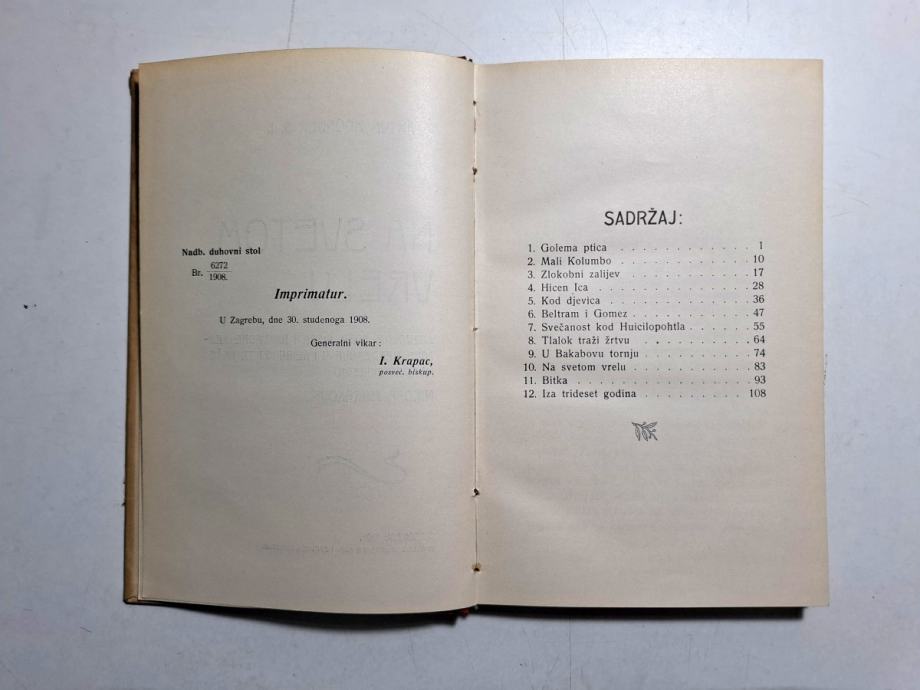 Nadb. duhovni stol
Br. 6272
1908.
Imprimatur.
U Zagrebu, dne 30. studenoga 1908.
Generalni vikar:
I. Krapac,
posveć. biskup.
SADRŽAJ:
1. Golema ptica . . . . . . . . . . . . 1
2. Mali Kolumbo . . . . . . . . . . . 10
3. Zlokobni zalijev . . . . . . . . . . 17
4. Hicen Ica . . . . . . . . . . . . . 28
5. Kod djevica . . . . . . . . . . . . 36
6. Beltram i Gomez . . . . . . . . . . 47
7. Svečanost kod Huicilopohtla . . . . . 55
8. Tlalok traži žrtvu . . . . . . . . . 64
9. U Bakabovu tornju . . . . . . . . . 74
10. Na svetom vrelu . . . . . . . . . . 83
11. Bitka . . . . . . . . . . . . . . 93
12. Iza trideset godina . . . . . . . . . 108